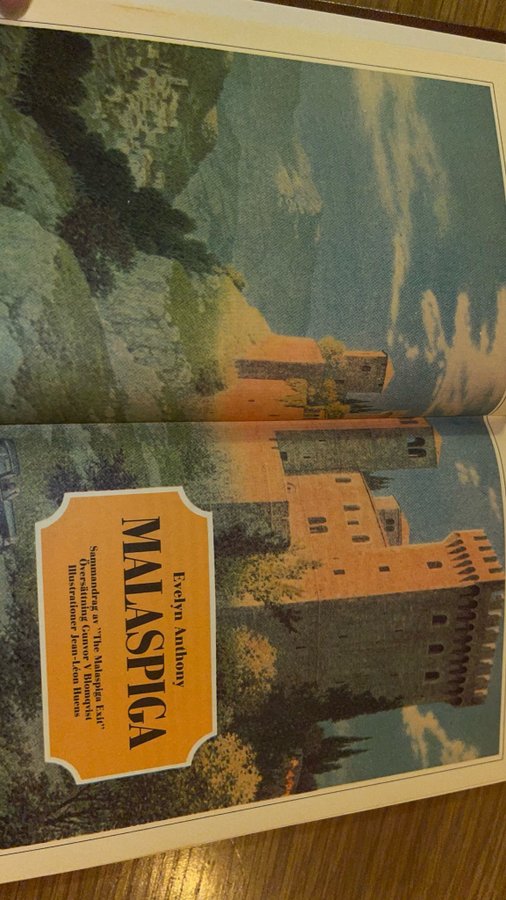 Evelyn Anthony
MALASPIGA
Sammandrag av "The Malaspiga Exit"
Översättning Gunvor V Blomqvist
Illustrationer Jean-Léon Huens